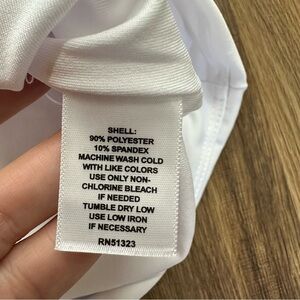 SHELL:
90% POLYESTER
10% SPANDEX
MACHINE WASH COLD
WITH LIKE COLORS
USE ONLY NON-
CHLORINE BLEACH
IF NEEDED
TUMBLE DRY LOW
USE LOW IRON
IF NECESSARY
RN51323